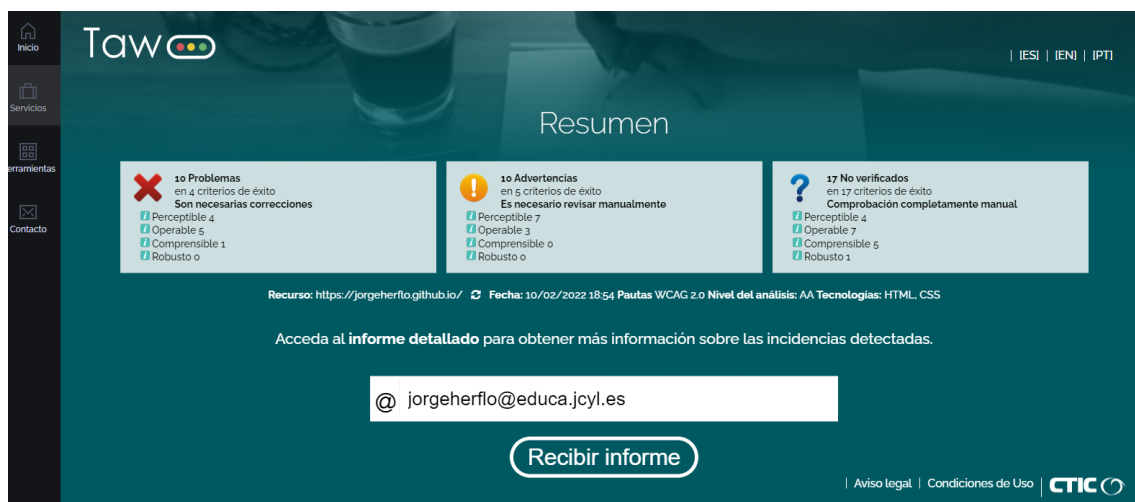 Inicio
Servicios
erramientas
Contacto
Taw
| [ES] | [EN] | [PT]
Resumen
10 Problemas
en 4 criterios de éxito
Son necesarias correcciones
i Perceptible 4
i Operable 5
i Comprensible 1
i Robusto 0
!
10 Advertencias
en 5 criterios de éxito
Es necesario revisar manualmente
i Perceptible 7
i Operable 3
i Comprensible 0
i Robusto 0
?
17 No verificados
en 17 criterios de éxito
Comprobación completamente manual
i Perceptible 4
i Operable 7
i Comprensible 5
i Robusto 1
Recurso: https://jorgeherflo.github.io/ Fecha: 10/02/2022 18:54 Pautas WCAG 2.0 Nivel del análisis: AA Tecnologías: HTML, CSS
Acceda al informe detallado para obtener más información sobre las incidencias detectadas.
@ jorgeherflo@educa.jcyl.es
Recibir informe
| Aviso legal | Condiciones de Uso | CTIC